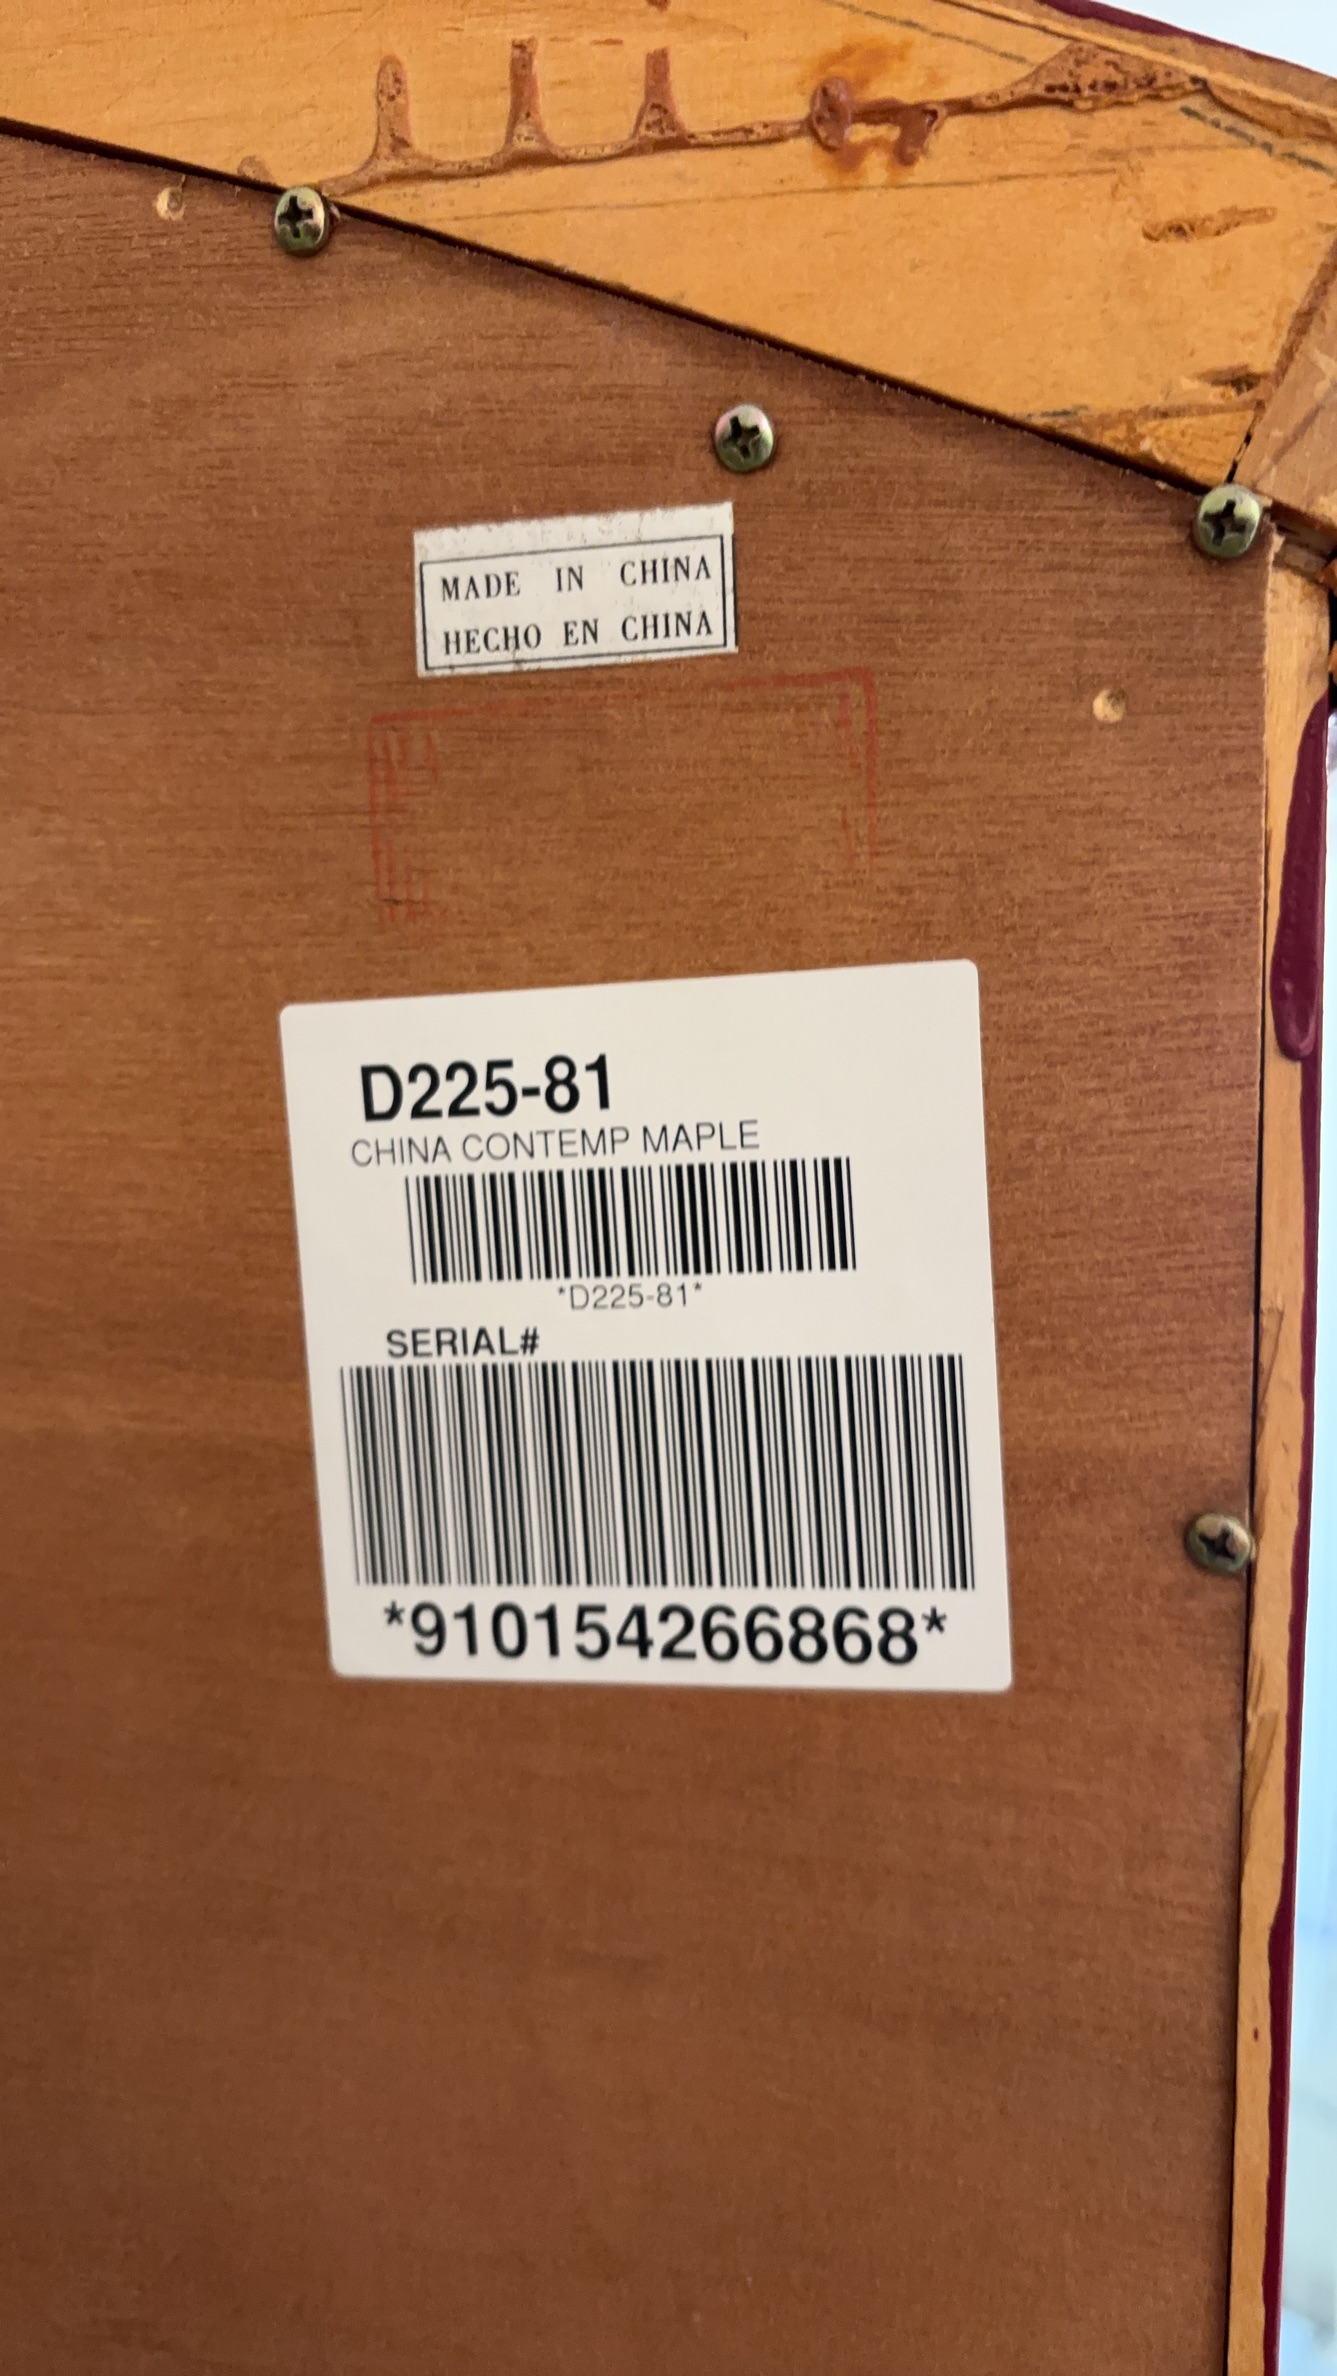 MADE IN CHINA
HECHO EN CHINA
D225-81
CHINA CONTEMP MAPLE
*D225-81*
SERIAL#
*910154266868*